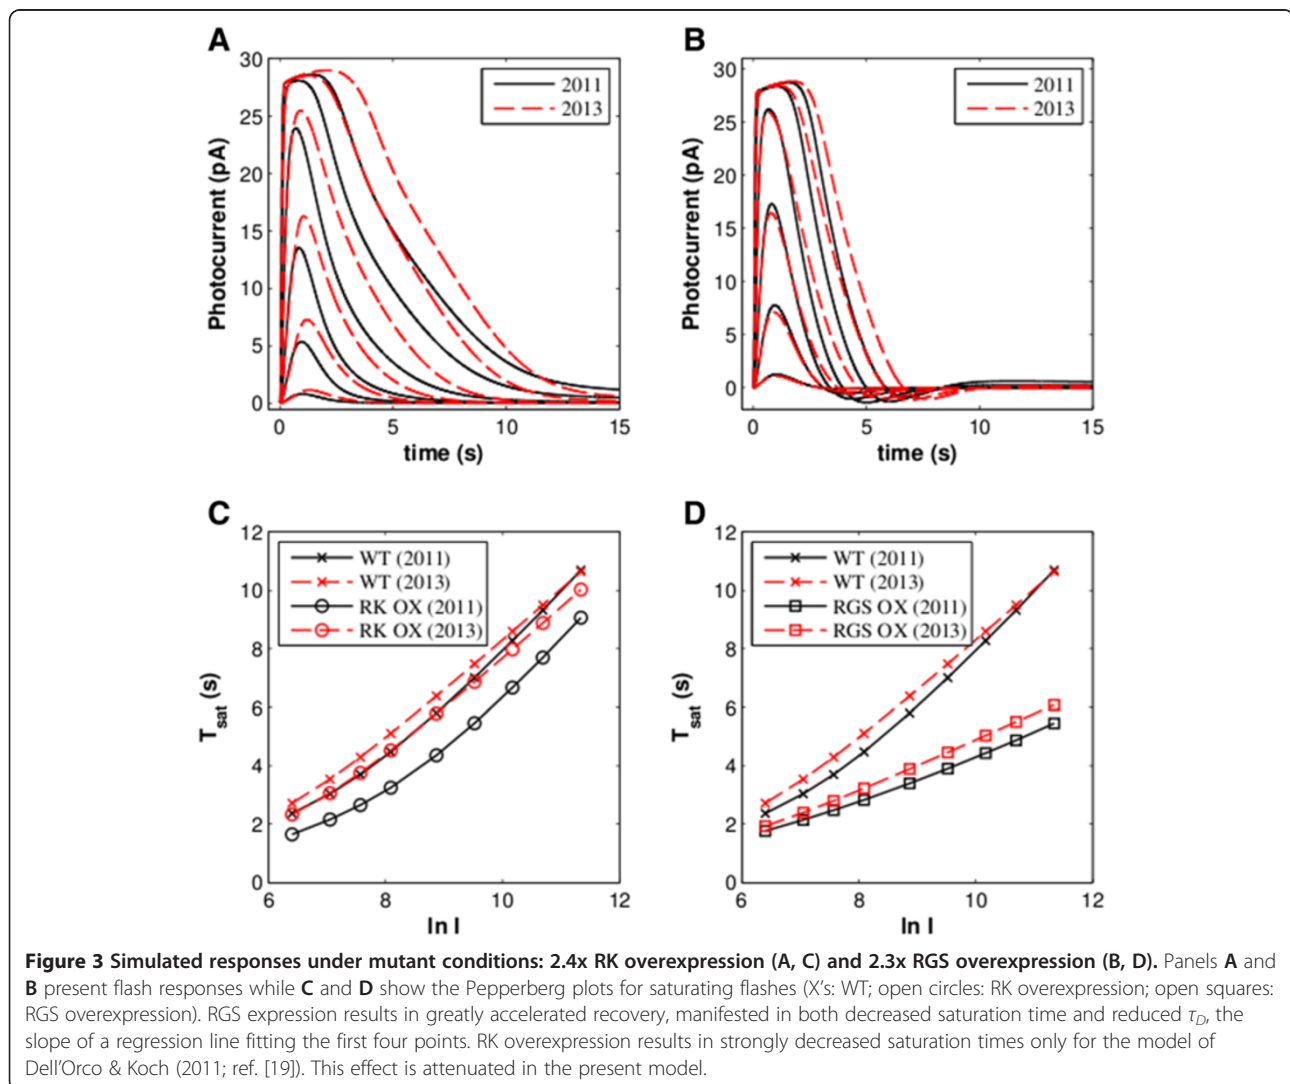 A
30
25
20
15
10
5
0
Photocurrent (pA)
2011
2013
0 5 10 15
time (s)
B
30
25
20
15
10
5
0
Photocurrent (pA)
2011
2013
0 5 10 15
time (s)
C
12
10
8
6
4
2
0
T_sat (s)
WT (2011)
WT (2013)
RK OX (2011)
RK OX (2013)
6 8 10 12
ln I
D
12
10
8
6
4
2
0
T_sat (s)
WT (2011)
WT (2013)
RGS OX (2011)
RGS OX (2013)
6 8 10 12
ln I
Figure 3 Simulated responses under mutant conditions: 2.4x RK overexpression (A, C) and 2.3x RGS overexpression (B, D). Panels A and
B present flash responses while C and D show the Pepperberg plots for saturating flashes (X's: WT; open circles: RK overexpression; open squares:
RGS overexpression). RGS expression results in greatly accelerated recovery, manifested in both decreased saturation time and reduced τ_D, the
slope of a regression line fitting the first four points. RK overexpression results in strongly decreased saturation times only for the model of
Dell'Orco & Koch (2011; ref. [19]). This effect is attenuated in the present model.